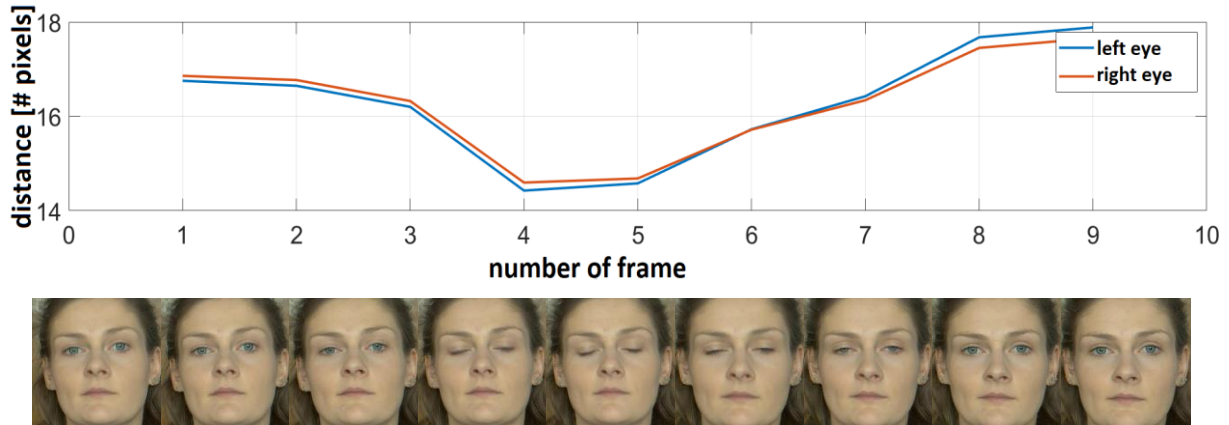 distance [# pixels]
18
16
14
left eye
right eye
0 1 2 3 4 5 6 7 8 9 10
number of frame